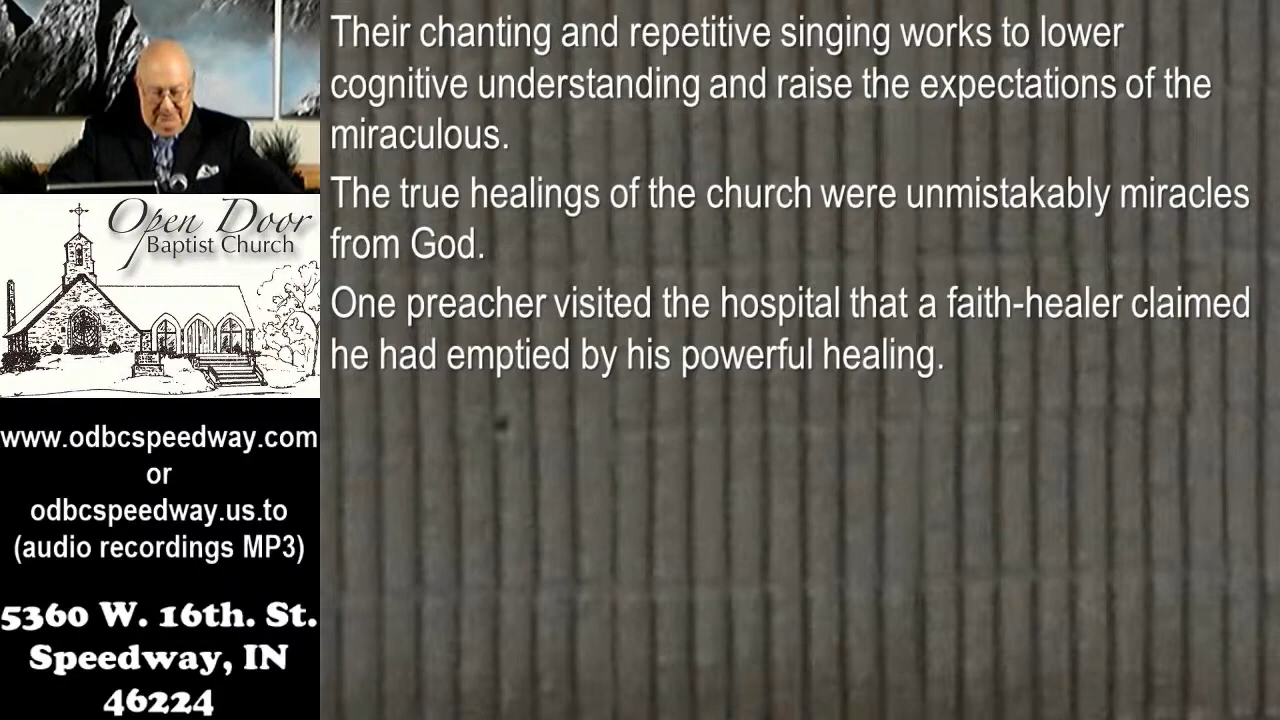 Their chanting and repetitive singing works to lower
cognitive understanding and raise the expectations of the
miraculous.
The true healings of the church were unmistakably miracles
from God.
One preacher visited the hospital that a faith-healer claimed
he had emptied by his powerful healing.
Open Door
Baptist Church
www.odbcspeedway.com
or
odbcspeedway.us.to
(audio recordings MP3)
5360 W. 16th. St.
Speedway, IN
46224